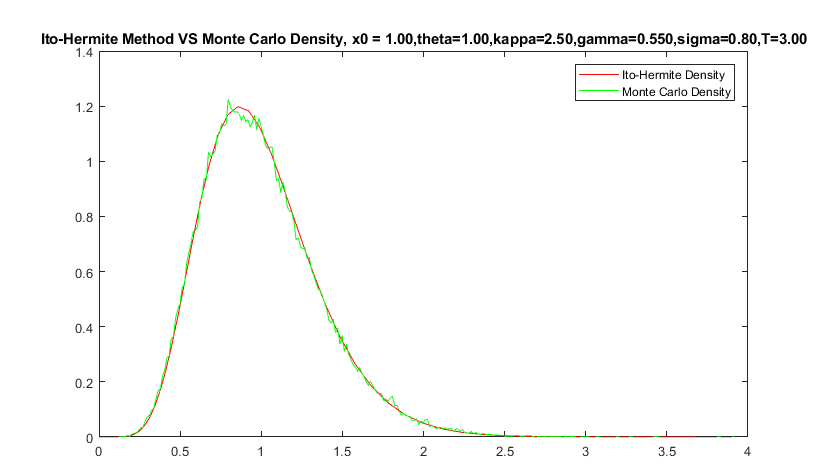 Ito-Hermite Method VS Monte Carlo Density, x0 = 1.00,theta=1.00,kappa=2.50,gamma=0.550,sigma=0.80,T=3.00
Ito-Hermite Density
Monte Carlo Density
1.4
1.2
1
0.8
0.6
0.4
0.2
0
0 0.5 1 1.5 2 2.5 3 3.5 4